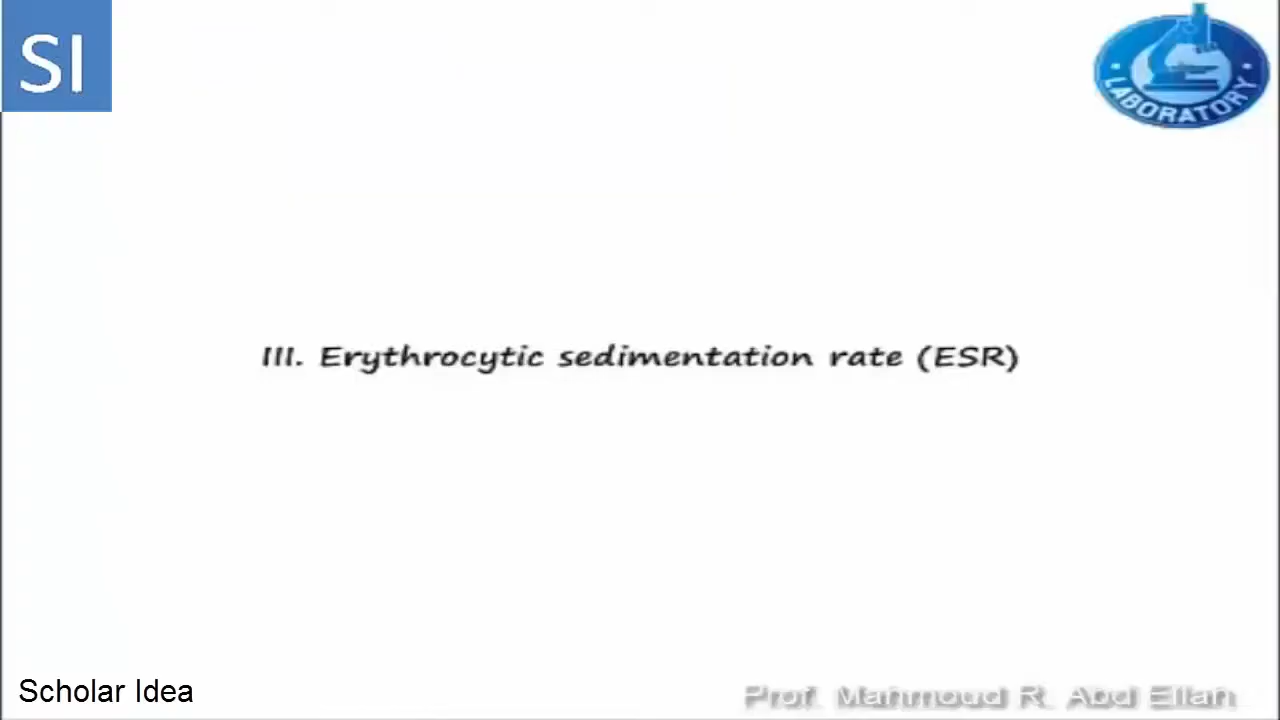 SI
LABORATORY
III. Erythrocytic sedimentation rate (ESR)
Scholar Idea
Prof. Mahmoud R. Abd Ellah